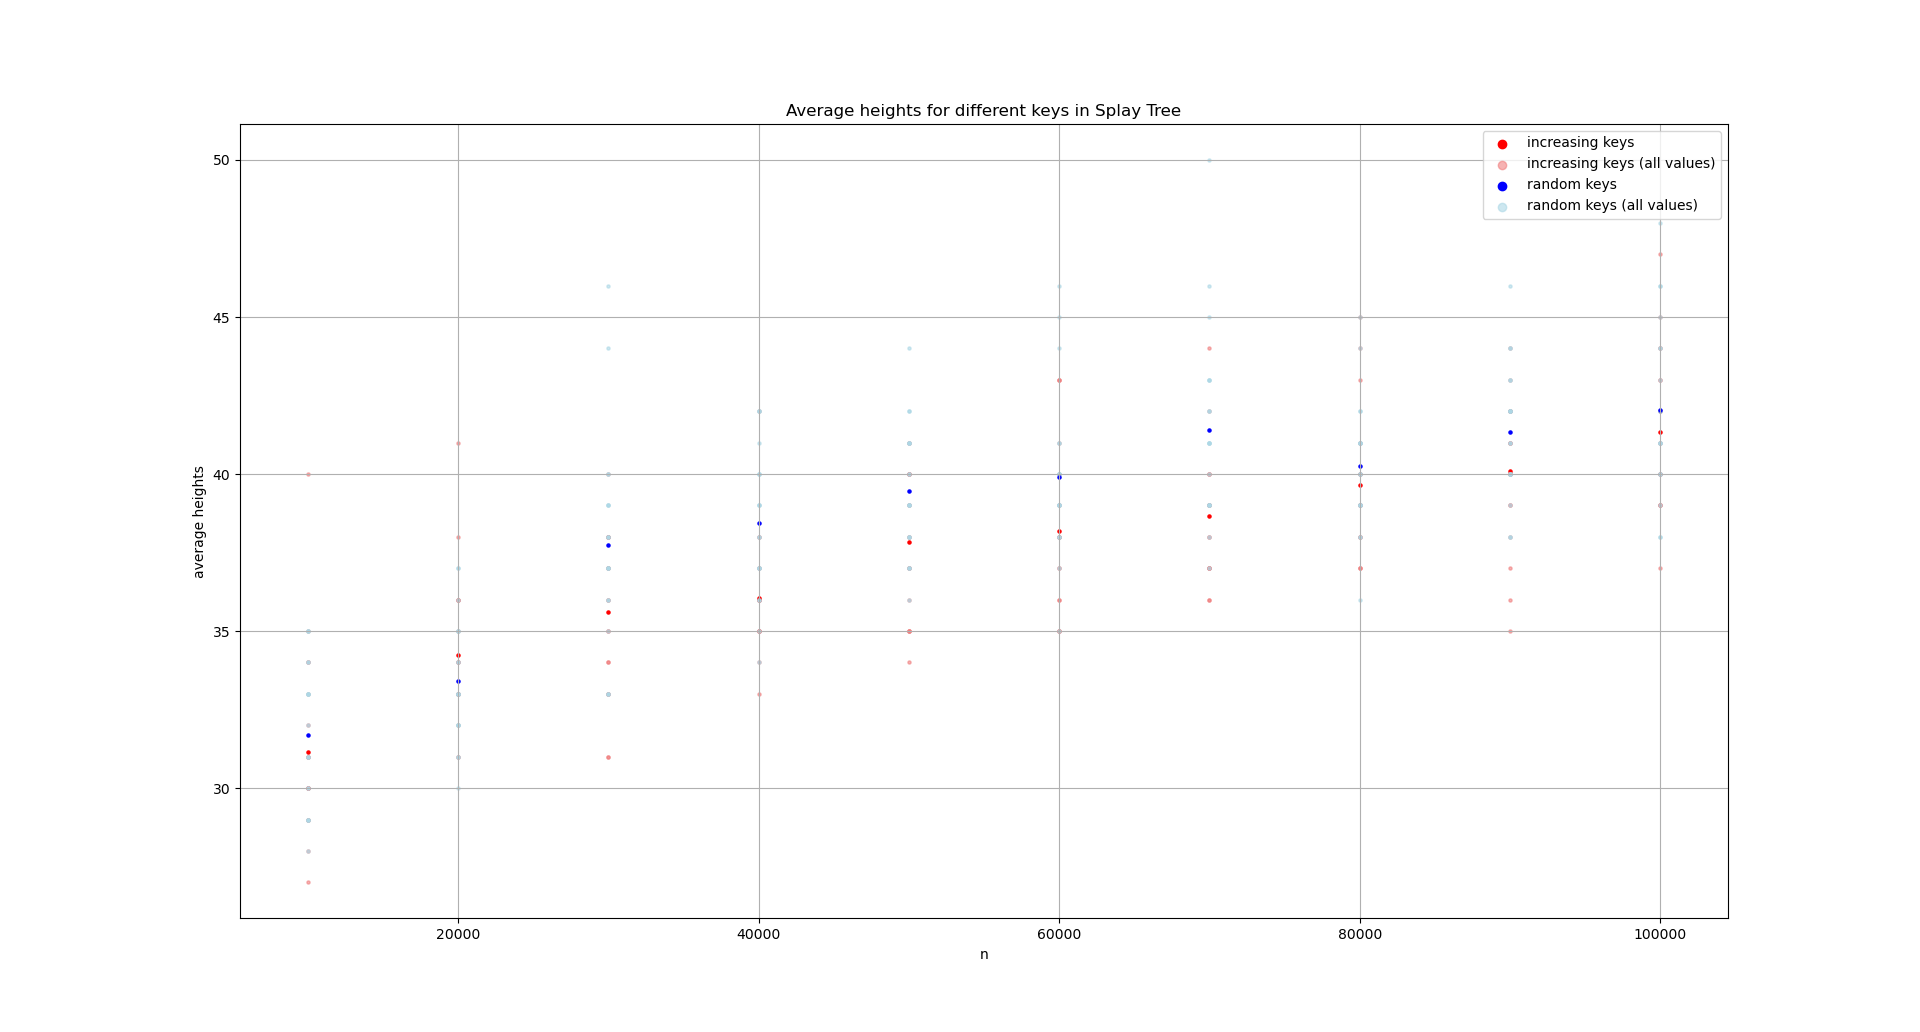 Average heights for different keys in Splay Tree
increasing keys
increasing keys (all values)
random keys
random keys (all values)
50
45
40
35
30
average heights
20000
40000
60000
80000
100000
n